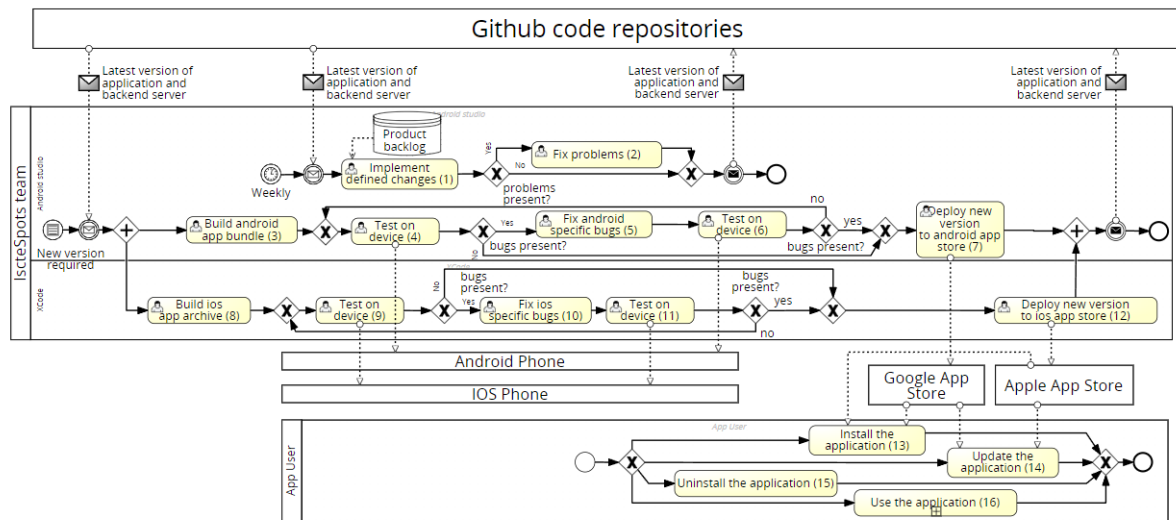 Github code repositories
Latest version of
application and
backend server
Latest version of
application and
backend server
Latest version of
application and
backend server
Latest version of
application and
backend server
IscteSpots team
Android studio
Android studio
Product
backlog
Weekly
Implement
defined changes (1)
Yes
No
Fix problems (2)
problems
present?
New version
required
Build android
app bundle (3)
Test on
device (4)
Yes
No
bugs present?
Fix android
specific bugs (5)
Test on
device (6)
no
yes
bugs present?
Deploy new
version
to android app
store (7)
XCode
XCode
Build ios
app archive (8)
Test on
device (9)
No
bugs
present?
Yes
Fix ios
specific bugs (10)
Test on
device (11)
bugs
present?
yes
no
Deploy new version
to ios app store (12)
Android Phone
IOS Phone
Google App
Store
Apple App Store
App User
App User
Install the
application (13)
Update the
application (14)
Uninstall the application (15)
Use the application (16)